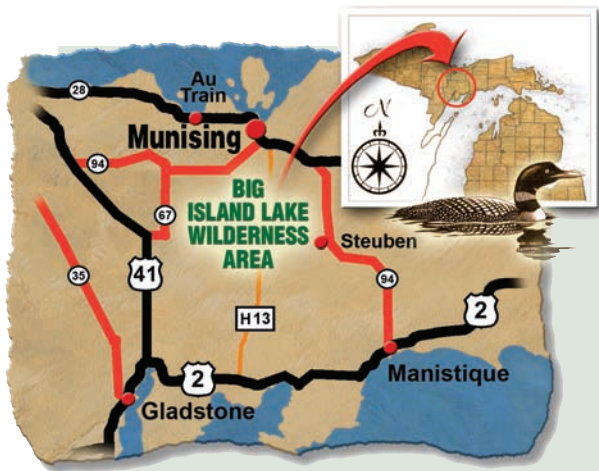 28
Au
Train
Munising
94
67
BIG
ISLAND LAKE
WILDERNESS
AREA
Steuben
41
35
94
H13
2
2
Manistique
Gladstone
N